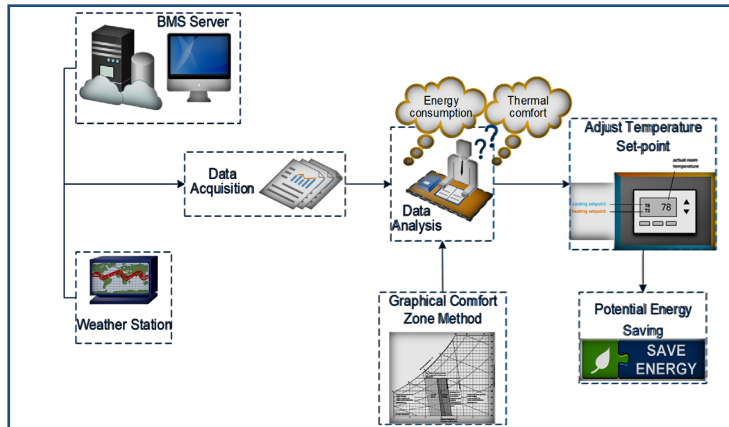 BMS Server
Energy
consumption
Thermal
comfort
Adjust Temperature
Set-point
actual room
temperature
cooling setpoint
heating setpoint
78
Data
Acquisition
Data
Analysis
??
?
Weather Station
Graphical Comfort
Zone Method
Potential Energy
Saving
SAVE
ENERGY